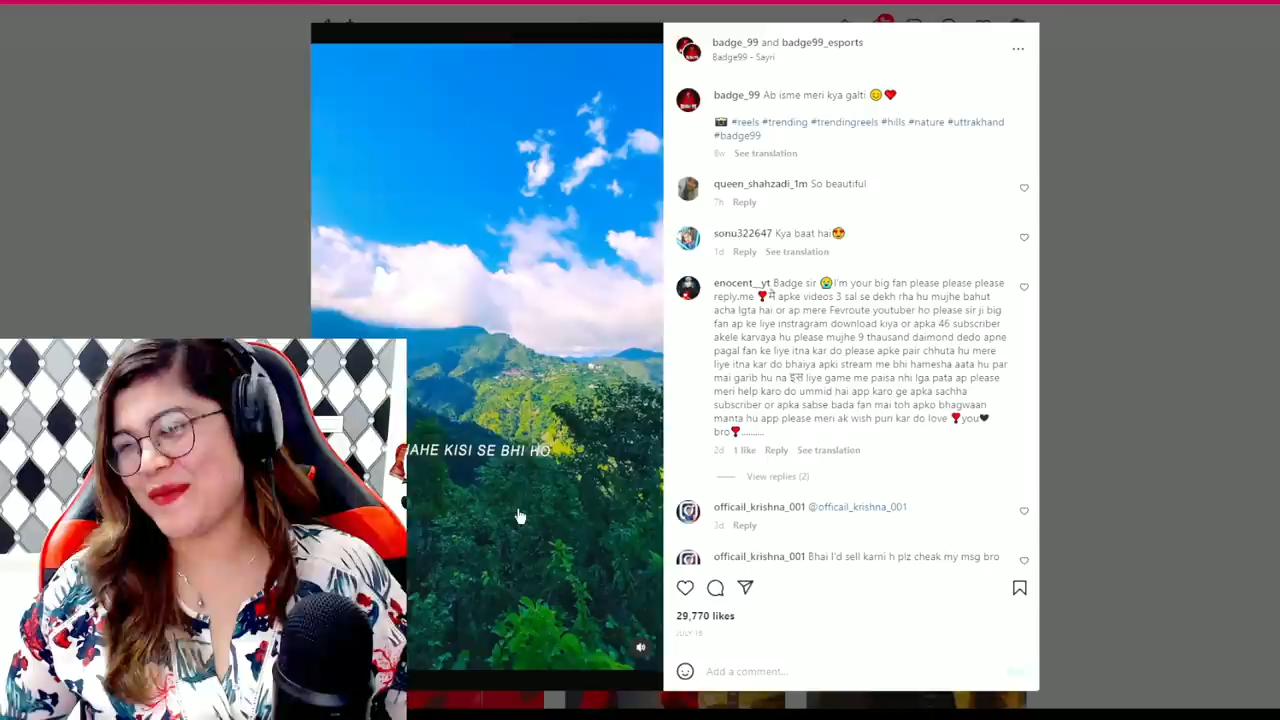 badge_99 and badge99_esports
Badge99 - Sayri
badge_99 Ab isme meri kya galti 😊❤️
📸 #reels #trending #trendingreels #hills #nature #uttrakhand
#badge99
8w See translation
queen_shahzadi_1m So beautiful
7h Reply
sonu322647 Kya baat hai😍
1d Reply See translation
enocent__yt Badge sir 😭I'm your big fan please please please
reply.me ❣️मैं apke videos 3 sal se dekh rha hu mujhe bahut
acha lgta hai or ap mere Fevroute youtuber ho please sir ji big
fan ap ke liye instragram download kiya or apka 46 subscriber
akele karvaya hu please mujhe 9 thausand daimond dedo apne
pagal fan ke liye itna kar do please apke pair chhuta hu mere
liye itna kar do bhaiya apki stream me bhi hamesha aata hu par
mai garib hu na इस liye game me paisa nhi lga pata ap please
meri help karo do ummid hai app karo ge apka sachha
subscriber or apka sabse bada fan mai toh apko bhagwaan
manta hu app please meri ak wish puri kar do love ❣️you🖤
bro❣️..........
2d 1 like Reply See translation
View replies (2)
officail_krishna_001 @officail_krishna_001
3d Reply
officail_krishna_001 Bhai I'd sell karni h plz cheak my msg bro
29,770 likes
JULY 18
Add a comment...
JAHE KISI SE BHI HO